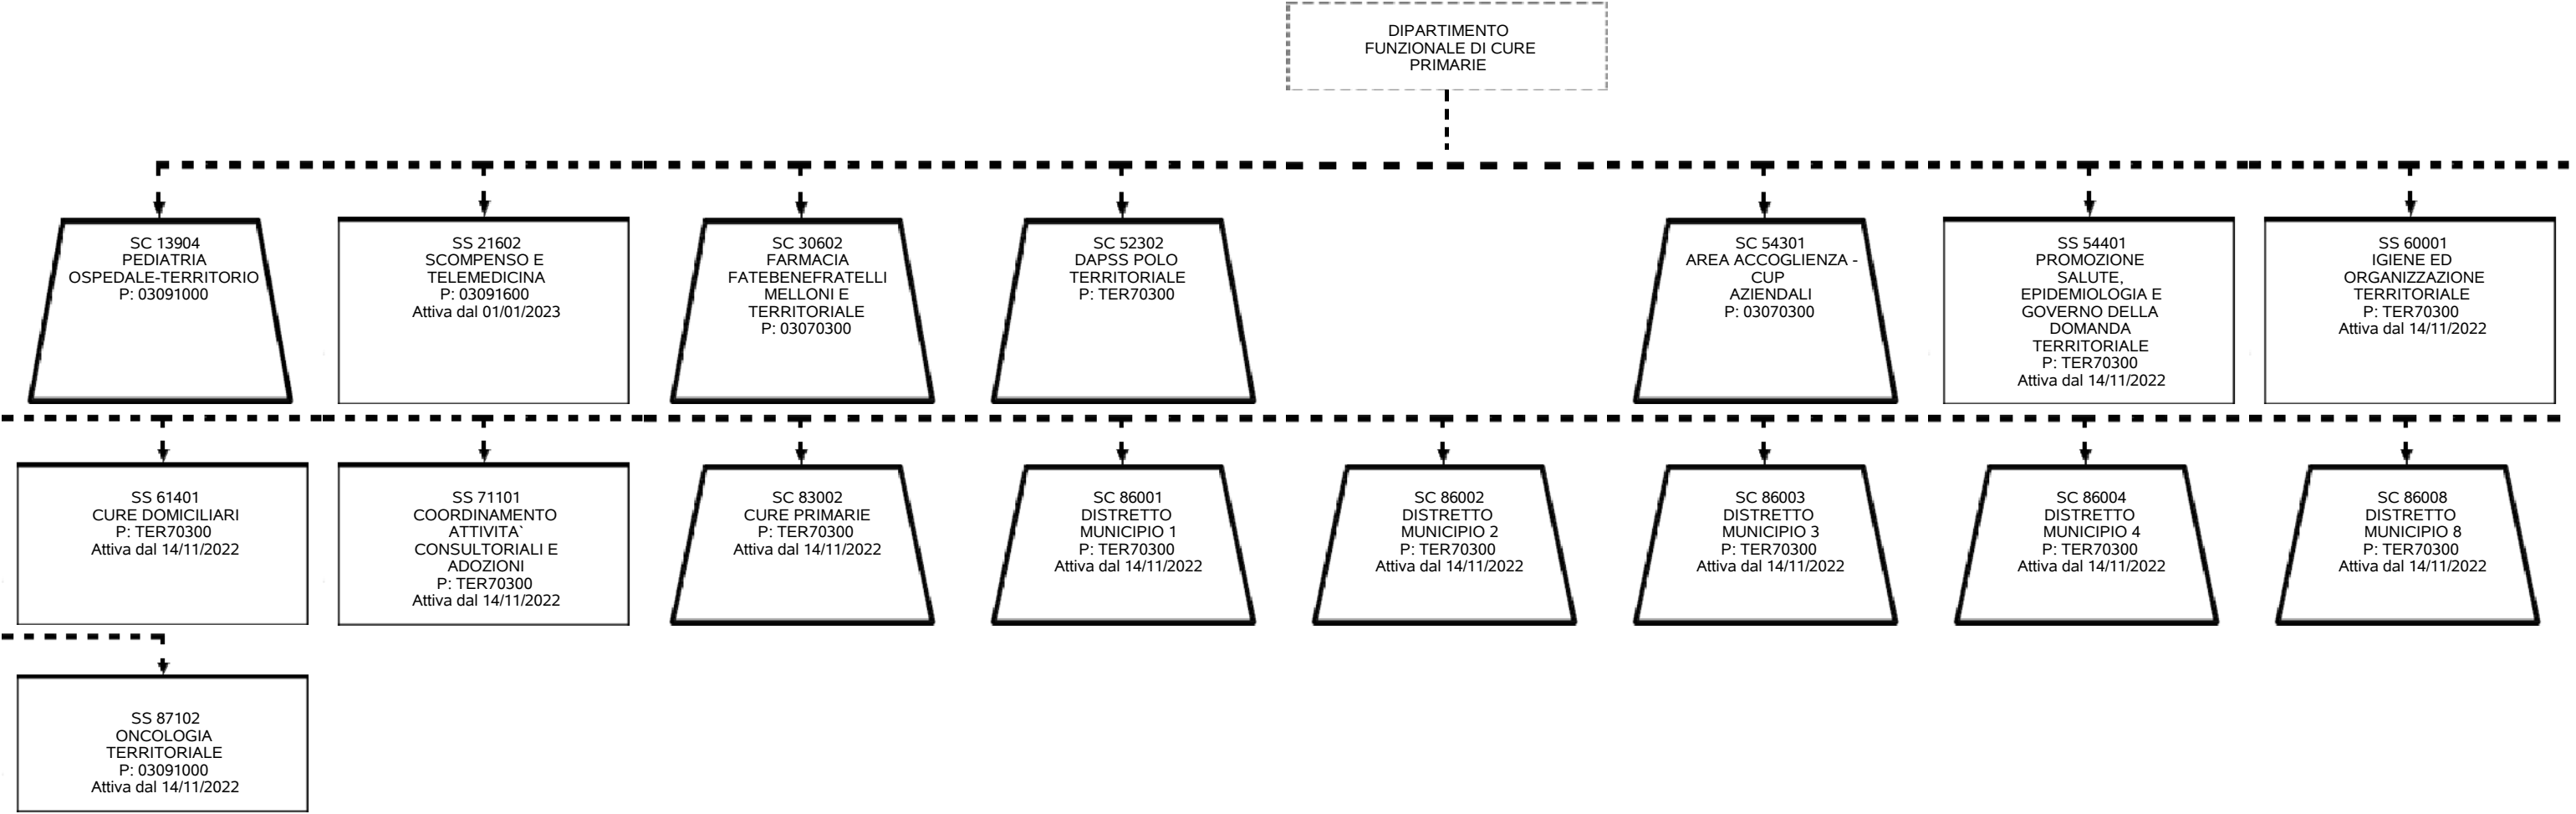 DIPARTIMENTO
FUNZIONALE DI CURE
PRIMARIE
SC 13904
PEDIATRIA
OSPEDALE-TERRITORIO
P: 03091000
SS 21602
SCOMPENSO E
TELEMEDICINA
P: 03091600
Attiva dal 01/01/2023
SC 30602
FARMACIA
FATEBENEFRATELLI
MELLONI E
TERRITORIALE
P: 03070300
SC 52302
DAPSS POLO
TERRITORIALE
P: TER70300
SC 54301
AREA ACCOGLIENZA -
CUP
AZIENDALI
P: 03070300
SS 54401
PROMOZIONE
SALUTE,
EPIDEMIOLOGIA E
GOVERNO DELLA
DOMANDA
TERRITORIALE
P: TER70300
Attiva dal 14/11/2022
SS 60001
IGIENE ED
ORGANIZZAZIONE
TERRITORIALE
P: TER70300
Attiva dal 14/11/2022
SS 61401
CURE DOMICILIARI
P: TER70300
Attiva dal 14/11/2022
SS 71101
COORDINAMENTO
ATTIVITA`
CONSULTORIALI E
ADOZIONI
P: TER70300
Attiva dal 14/11/2022
SC 83002
CURE PRIMARIE
P: TER70300
Attiva dal 14/11/2022
SC 86001
DISTRETTO
MUNICIPIO 1
P: TER70300
Attiva dal 14/11/2022
SC 86002
DISTRETTO
MUNICIPIO 2
P: TER70300
Attiva dal 14/11/2022
SC 86003
DISTRETTO
MUNICIPIO 3
P: TER70300
Attiva dal 14/11/2022
SC 86004
DISTRETTO
MUNICIPIO 4
P: TER70300
Attiva dal 14/11/2022
SC 86008
DISTRETTO
MUNICIPIO 8
P: TER70300
Attiva dal 14/11/2022
SS 87102
ONCOLOGIA
TERRITORIALE
P: 03091000
Attiva dal 14/11/2022